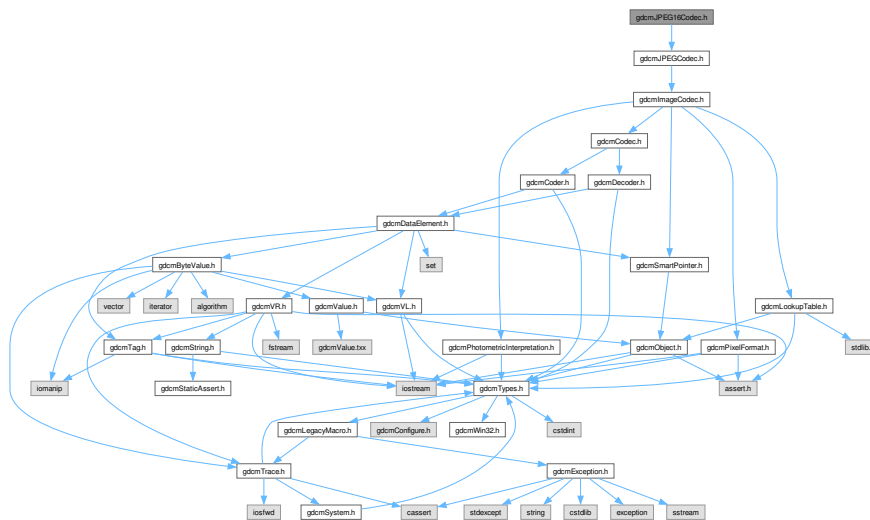 gdcmJPEG16Codec.h
gdcmJPEGCodec.h
gdcmImageCodec.h
gdcmCodec.h
gdcmCoder.h
gdcmDecoder.h
gdcmDataElement.h
gdcmByteValue.h
set
gdcmSmartPointer.h
vector
iterator
algorithm
gdcmVR.h
gdcmValue.h
gdcmVL.h
gdcmLookupTable.h
gdcmTag.h
gdcmString.h
fstream
gdcmValue.txx
gdcmPhotometricInterpretation.h
gdcmObject.h
gdcmPixelFormat.h
stdlib.
iomanip
gdcmStaticAssert.h
iostream
gdcmTypes.h
assert.h
gdcmLegacyMacro.h
gdcmConfigure.h
gdcmWin32.h
cstdint
gdcmTrace.h
gdcmException.h
iosfwd
gdcmSystem.h
cassert
stdexcept
string
cstdlib
exception
sstream